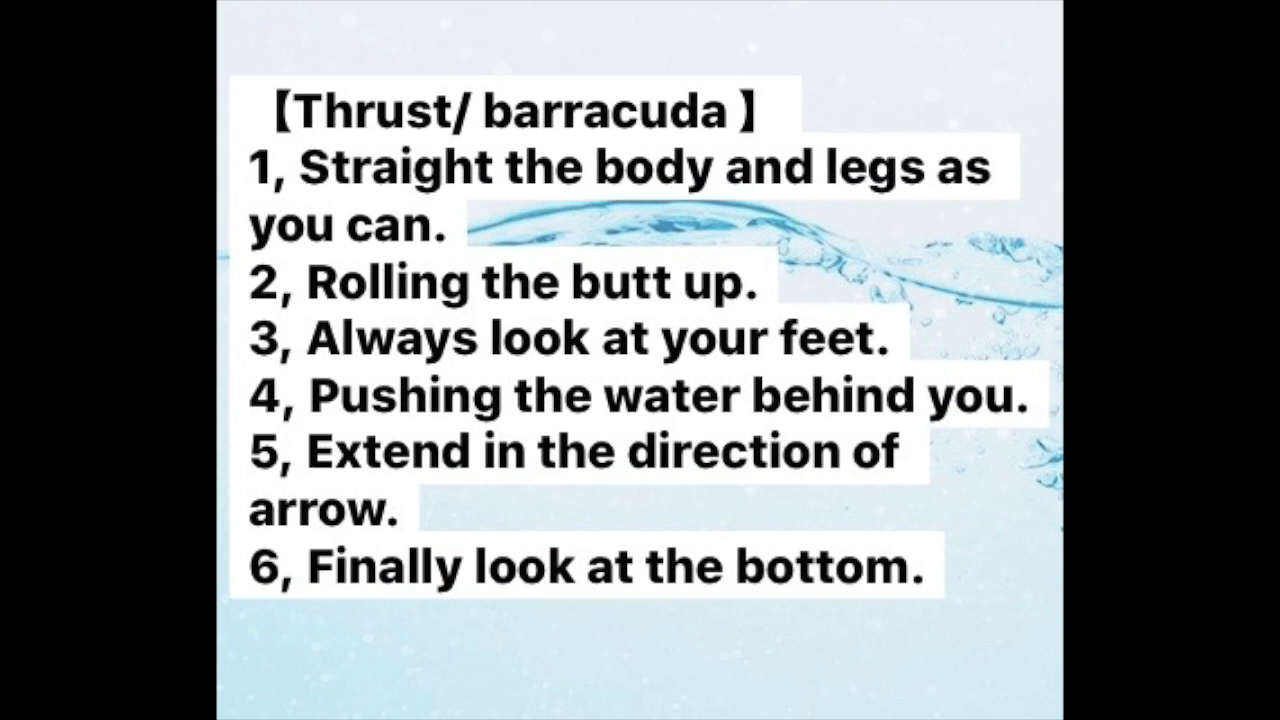 【Thrust/ barracuda 】
1, Straight the body and legs as
you can.
2, Rolling the butt up.
3, Always look at your feet.
4, Pushing the water behind you.
5, Extend in the direction of
arrow.
6, Finally look at the bottom.